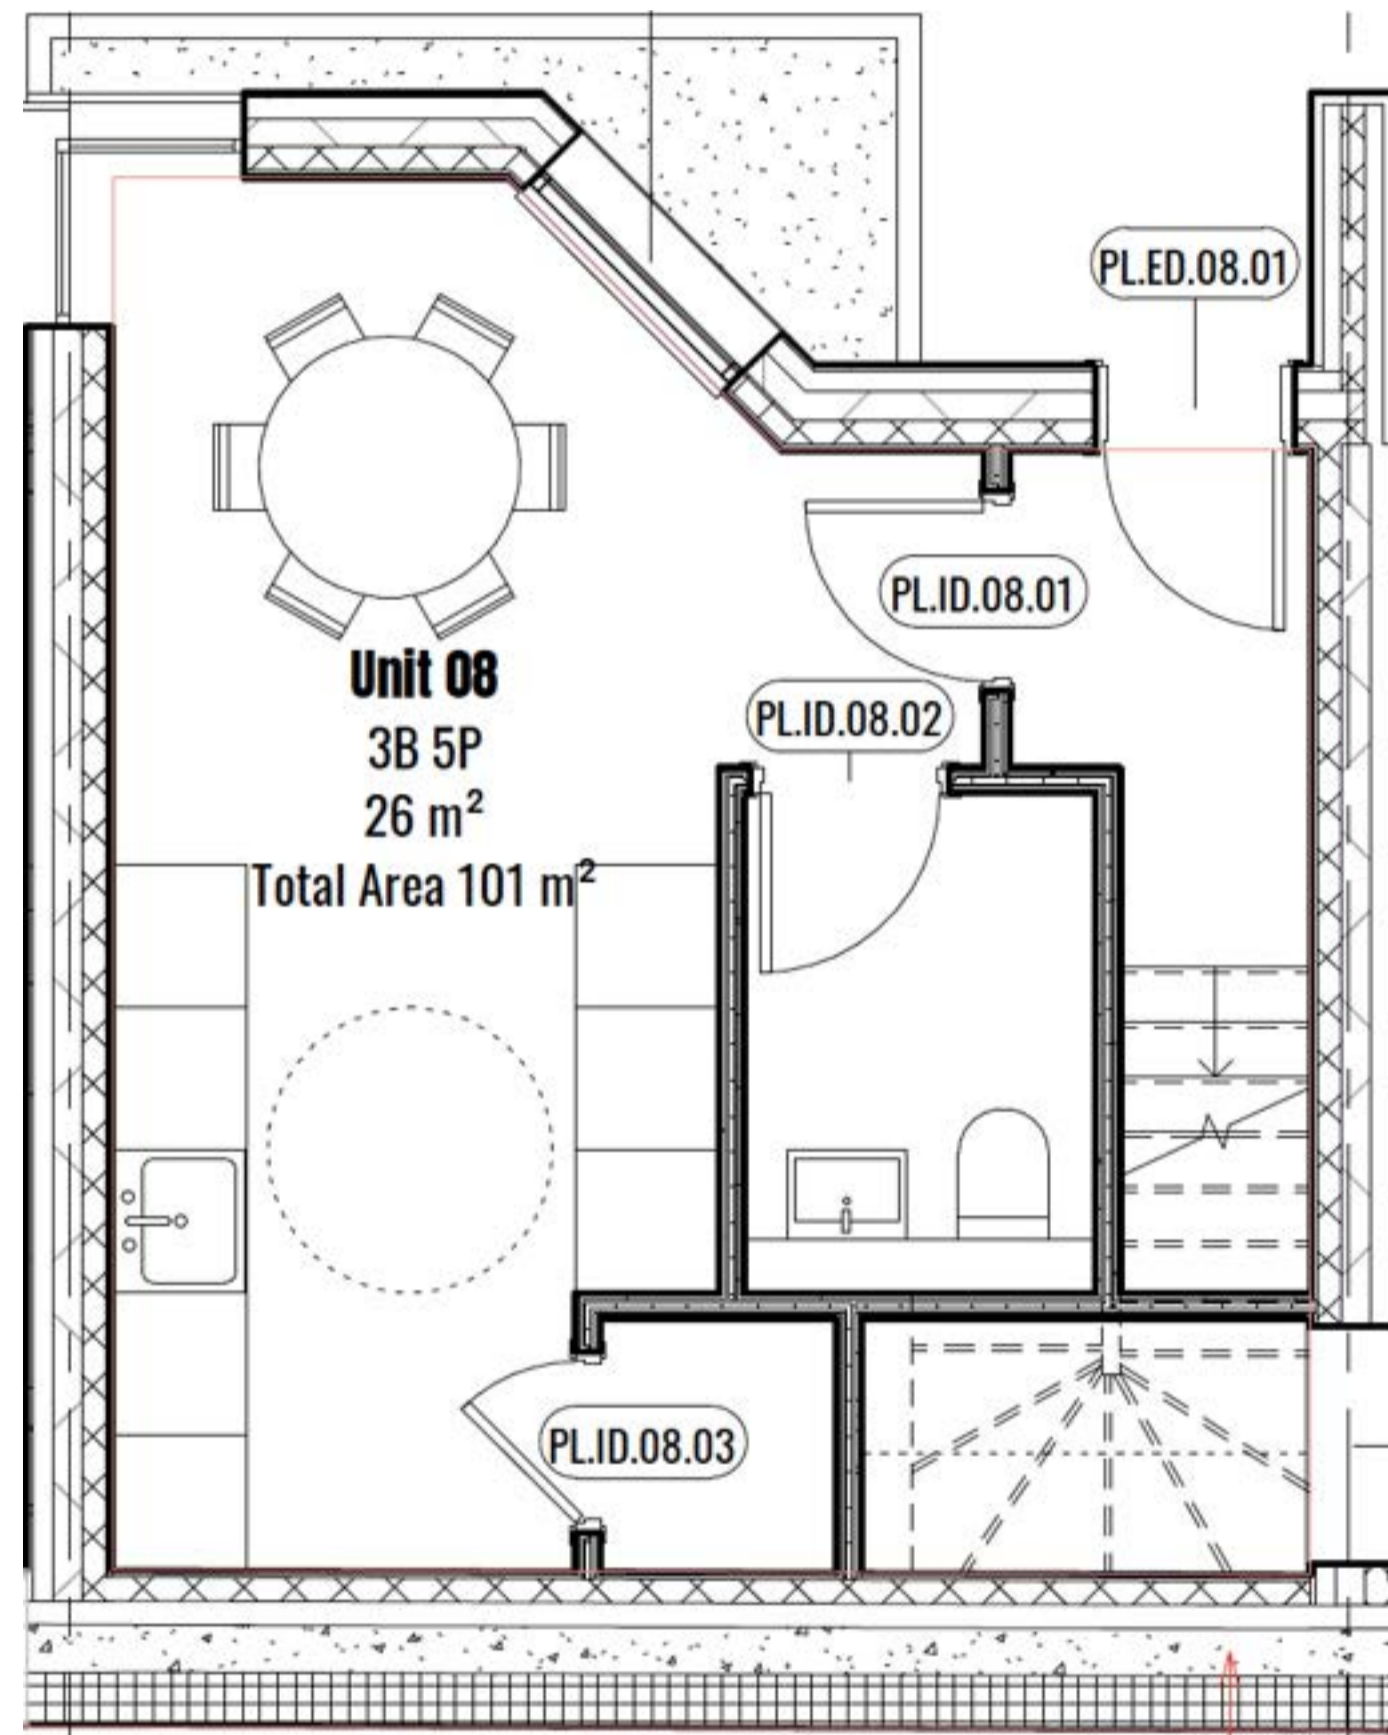 PL.ED.08.01
PL.ID.08.01
Unit 08
3B 5P
26 m²
Total Area 101 m²
PL.ID.08.02
PL.ID.08.03